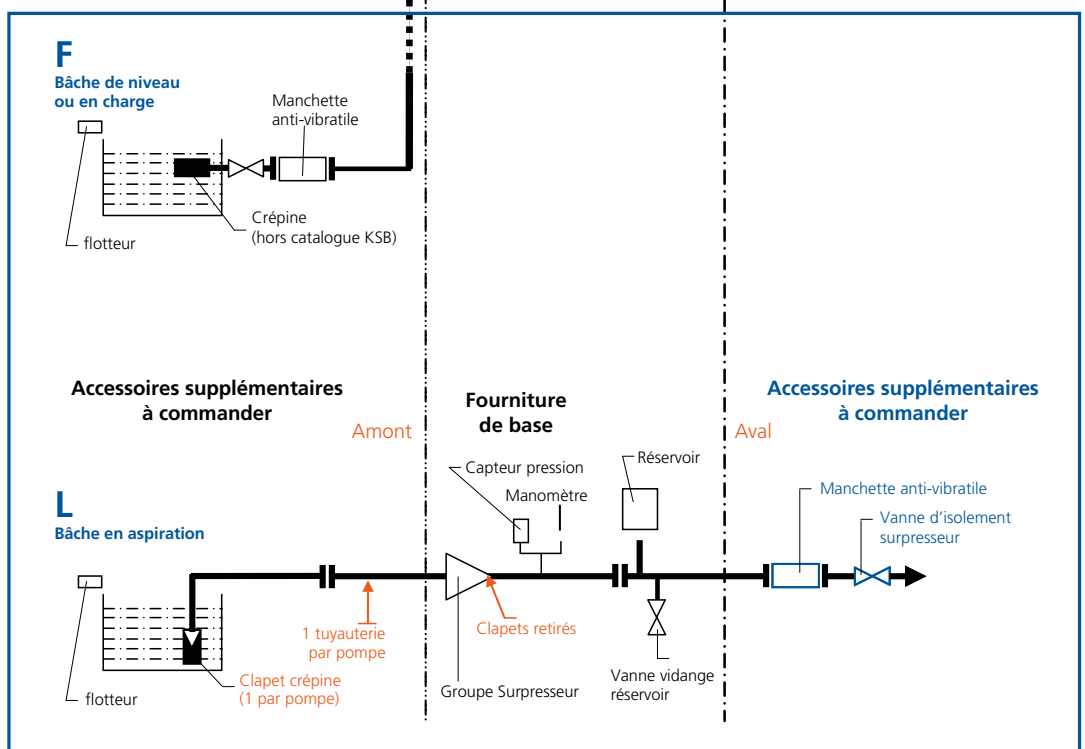 F
Bâche de niveau
ou en charge
Manchette
anti-vibratile
Crépine
(hors catalogue KSB)
flotteur
Accessoires supplémentaires
à commander
Amont
Fourniture
de base
Aval
Accessoires supplémentaires
à commander
L
Bâche en aspiration
Capteur pression
Manomètre
Réservoir
Manchette anti-vibratile
Vanne d'isolement
surpresseur
1 tuyauterie
par pompe
Clapets retirés
Clapet crépine
(1 par pompe)
flotteur
Groupe Surpresseur
Vanne vidange
réservoir